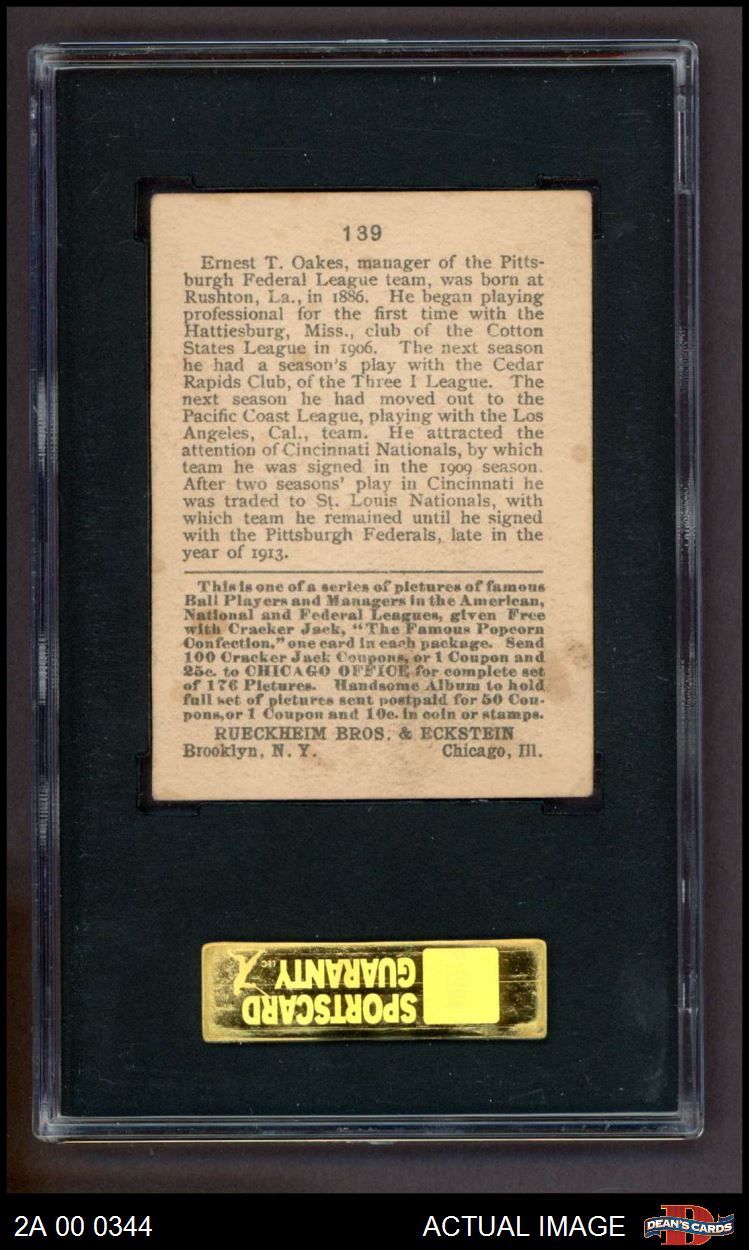 139
Ernest T. Oakes, manager of the Pitts-
burgh Federal League team, was born at
Rushton, La., in 1886. He began playing
professional for the first time with the
Hattiesburg, Miss., club of the Cotton
States League in 1906. The next season
he had a season's play with the Cedar
Rapids Club, of the Three I League. The
next season he had moved out to the
Pacific Coast League, playing with the Los
Angeles, Cal., team. He attracted the
attention of Cincinnati Nationals, by which
team he was signed in the 1909 season.
After two seasons' play in Cincinnati he
was traded to St. Louis Nationals, with
which team he remained until he signed
with the Pittsburgh Federals, late in the
year of 1913.
This is one of a series of pictures of famous
Ball Players and Managers in the American,
National and Federal Leagues, given Free
with Cracker Jack, "The Famous Popcorn
Confection," one card in each package. Send
100 Cracker Jack Coupons, or 1 Coupon and
25c. to CHICAGO OFFICE for complete set
of 176 Pictures. Handsome Album to hold
full set of pictures sent postpaid for 50 Cou-
pons, or 1 Coupon and 10c. in coin or stamps.
RUECKHEIM BROS. & ECKSTEIN
Brooklyn, N. Y. Chicago, Ill.
SPORTSCARD
GUARANTY
LLC
2A 00 0344 ACTUAL IMAGE D DEAN'S CARDS